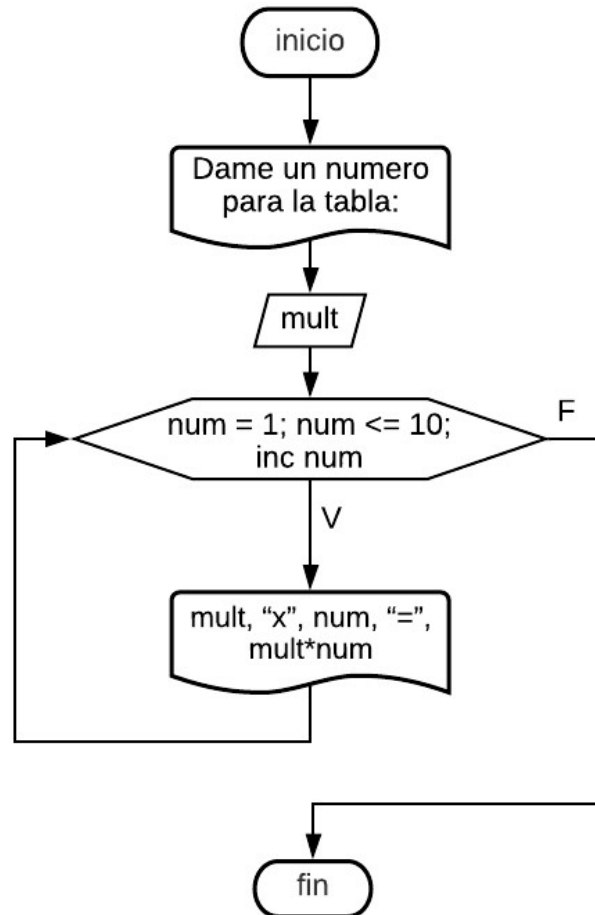 inicio
Dame un numero
para la tabla:
mult
num = 1; num <= 10;
inc num
F
V
mult, “x”, num, “=”,
mult*num
fin